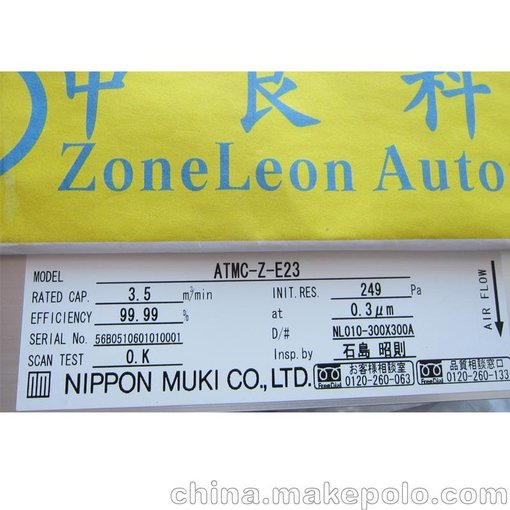 中良科
ZoneLeon Auto
MODEL ATMC-Z-E23
RATED CAP. 3.5 m³/min INIT.RES. 249 Pa
EFFICIENCY 99.99 % at 0.3μm
SERIAL No. 56B0510601010001 D/# NL010-300X300A
SCAN TEST O.K Insp.by 石島 昭則
AIR FLOW
NIPPON MUKI CO.,LTD.
FreeDial お客様相談室 0120-260-063
FreeDial 品質相談窓口 0120-260-133
china.makepolo.com